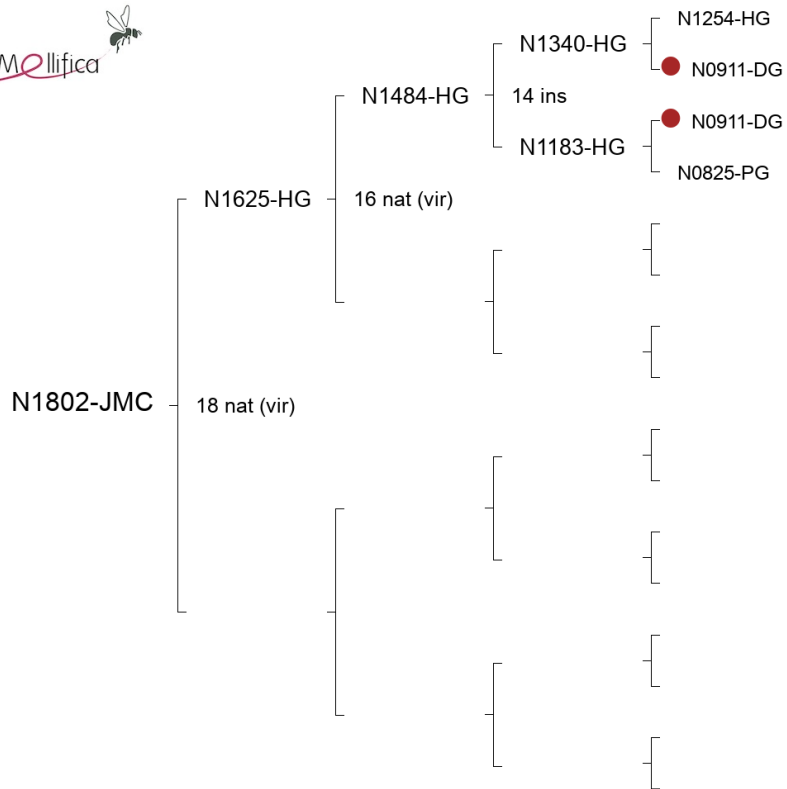 Mellifica
N1254-HG
N1340-HG
N0911-DG
N1484-HG
14 ins
N0911-DG
N1183-HG
N0825-PG
N1625-HG
16 nat (vir)
N1802-JMC
18 nat (vir)